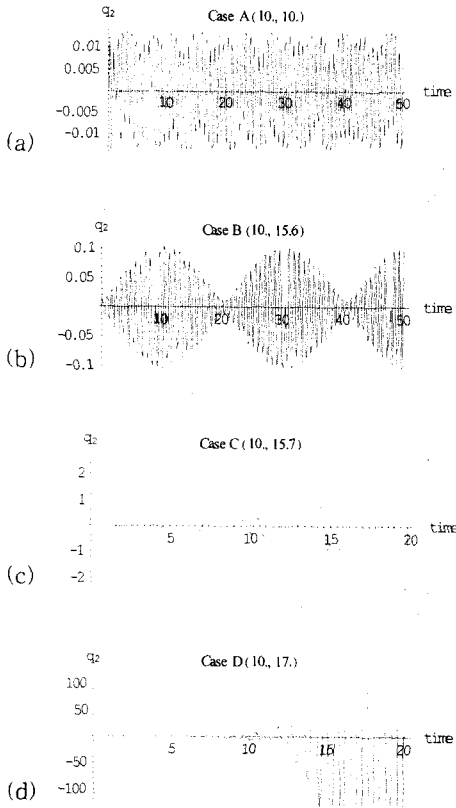 q₂
Case A (10., 10.)
0.01
0.005
-0.005
-0.01
10
20
30
40
50
time
(a)
q₂
Case B (10., 15.6)
0.1
0.05
-0.05
-0.1
10
20
30
40
50
time
(b)
q₂
Case C (10., 15.7)
2
1
-1
-2
5
10
15
20
time
(c)
q₂
Case D (10., 17.)
100
50
-50
-100
5
10
15
20
time
(d)